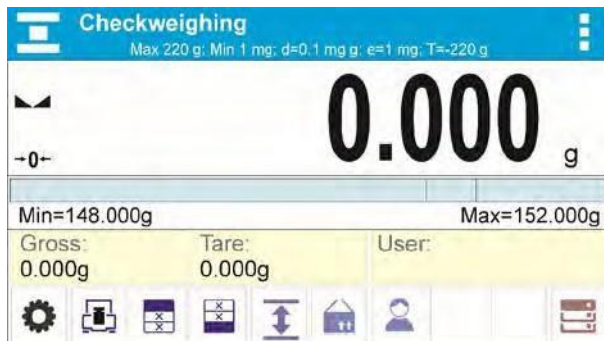 Checkweighing
Max 220 g: Min 1 mg: d=0.1 mg g: e=1 mg: T=-220 g
0.000 g
→0←
Min=148.000g Max=152.000g
Gross: Tare: User:
0.000g 0.000g